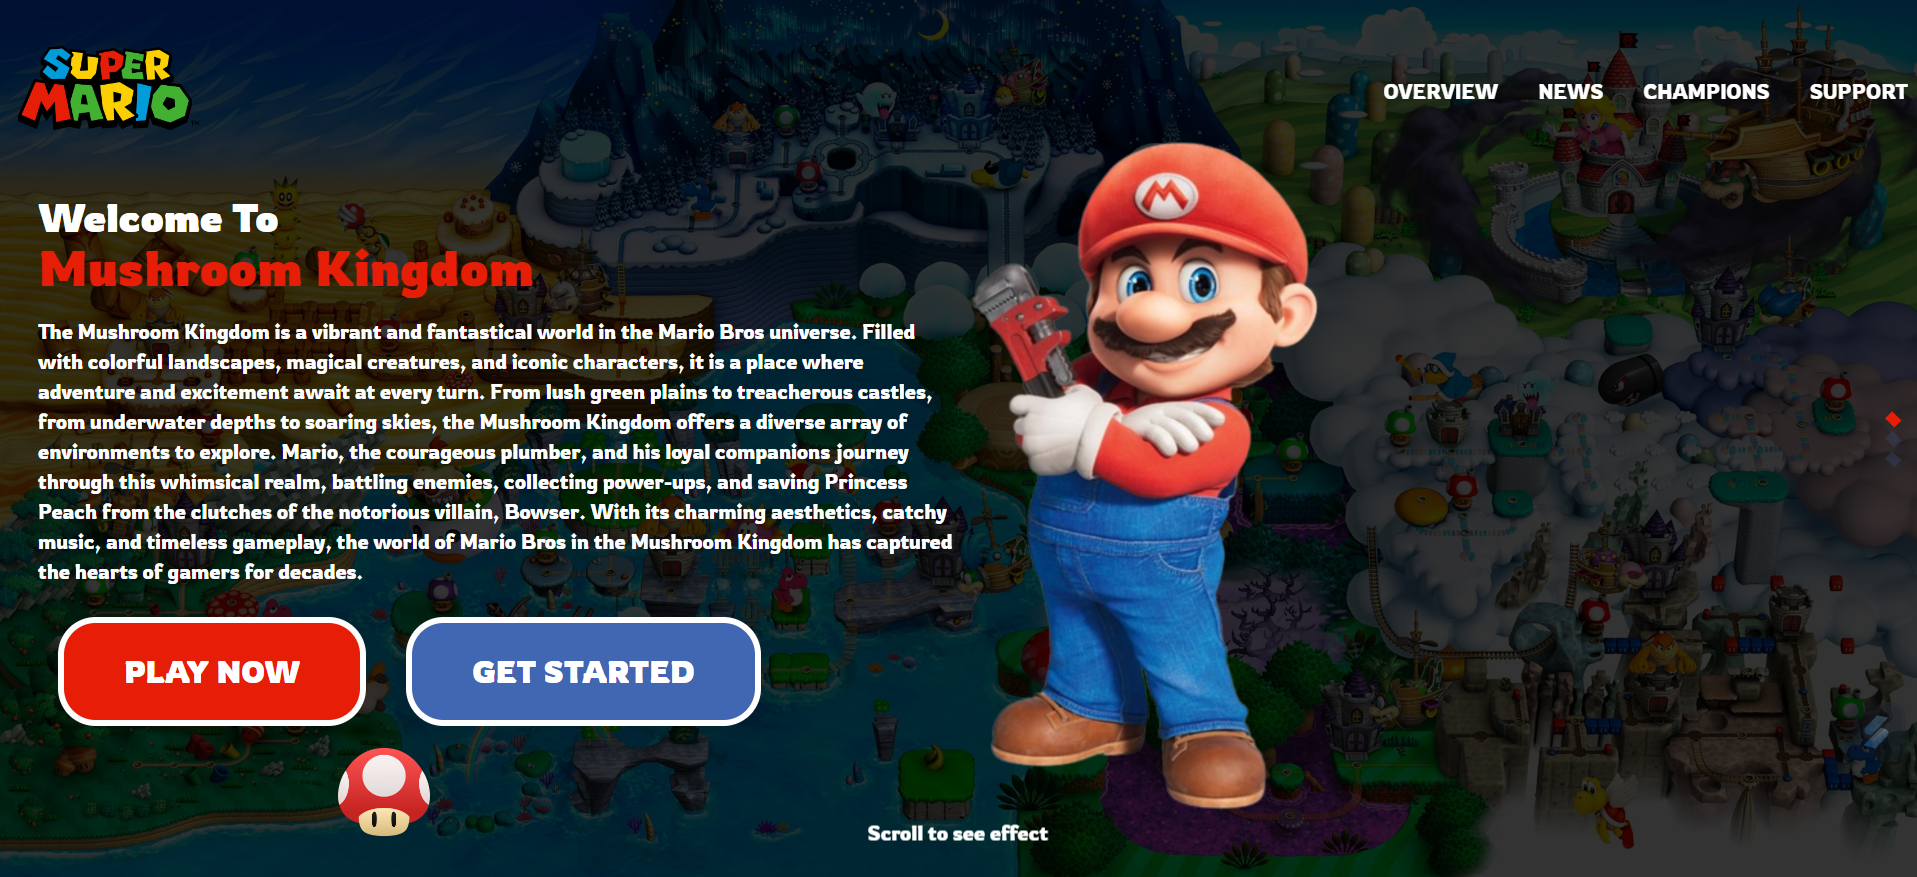 SUPER
MARIO
TM
OVERVIEW NEWS CHAMPIONS SUPPORT
M
Welcome To
Mushroom Kingdom
The Mushroom Kingdom is a vibrant and fantastical world in the Mario Bros universe. Filled
with colorful landscapes, magical creatures, and iconic characters, it is a place where
adventure and excitement await at every turn. From lush green plains to treacherous castles,
from underwater depths to soaring skies, the Mushroom Kingdom offers a diverse array of
environments to explore. Mario, the courageous plumber, and his loyal companions journey
through this whimsical realm, battling enemies, collecting power-ups, and saving Princess
Peach from the clutches of the notorious villain, Bowser. With its charming aesthetics, catchy
music, and timeless gameplay, the world of Mario Bros in the Mushroom Kingdom has captured
the hearts of gamers for decades.
PLAY NOW GET STARTED
Scroll to see effect